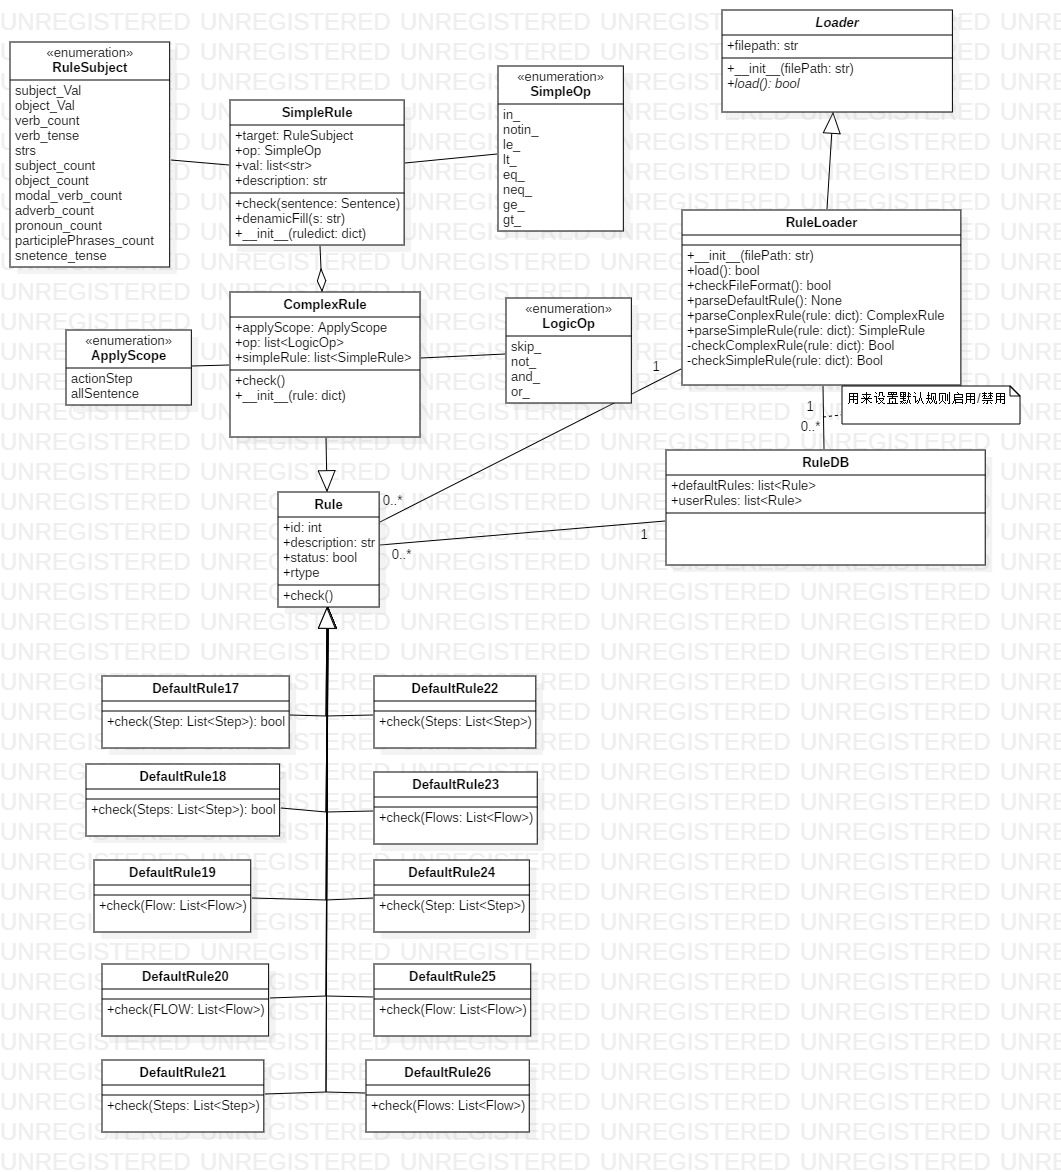 «enumeration»
RuleSubject
subject_Val
object_Val
verb_count
verb_tense
strs
subject_count
object_count
modal_verb_count
adverb_count
pronoun_count
participlePhrases_count
snetence_tense
SimpleRule
+target: RuleSubject
+op: SimpleOp
+val: list<str>
+description: str
+check(sentence: Sentence)
+denamicFill(s: str)
+__init__(ruledict: dict)
«enumeration»
SimpleOp
in_
notin_
le_
lt_
eq_
neq_
ge_
gt_
Loader
+filepath: str
+__init__(filePath: str)
+load(): bool
RuleLoader
+__init__(filePath: str)
+load(): bool
+checkFileFormat(): bool
+parseDefaultRule(): None
+parseConplexRule(rule: dict): ComplexRule
+parseSimpleRule(rule: dict): SimpleRule
-checkComplexRule(rule: dict): Bool
-checkSimpleRule(rule: dict): Bool
«enumeration»
ApplyScope
actionStep
allSentence
ComplexRule
+applyScope: ApplyScope
+op: list<LogicOp>
+simpleRule: list<SimpleRule>
+check()
+__init__(rule: dict)
«enumeration»
LogicOp
skip_
not_
and_
or_
1
用来设置默认规则启用/禁用
1
0..*
RuleDB
+defaultRules: list<Rule>
+userRules: list<Rule>
Rule
+id: int
+description: str
+status: bool
+rtype
+check()
0..*
0..*
1
DefaultRule17
+check(Step: List<Step>): bool
DefaultRule22
+check(Steps: List<Step>)
DefaultRule18
+check(Steps: List<Step>): bool
DefaultRule23
+check(Flows: List<Flow>)
DefaultRule19
+check(Flow: List<Flow>)
DefaultRule24
+check(Step: List<Step>)
DefaultRule20
+check(FLOW: List<Flow>)
DefaultRule25
+check(Flow: List<Flow>)
DefaultRule21
+check(Steps: List<Step>)
DefaultRule26
+check(Flows: List<Flow>)
UNREGISTERED